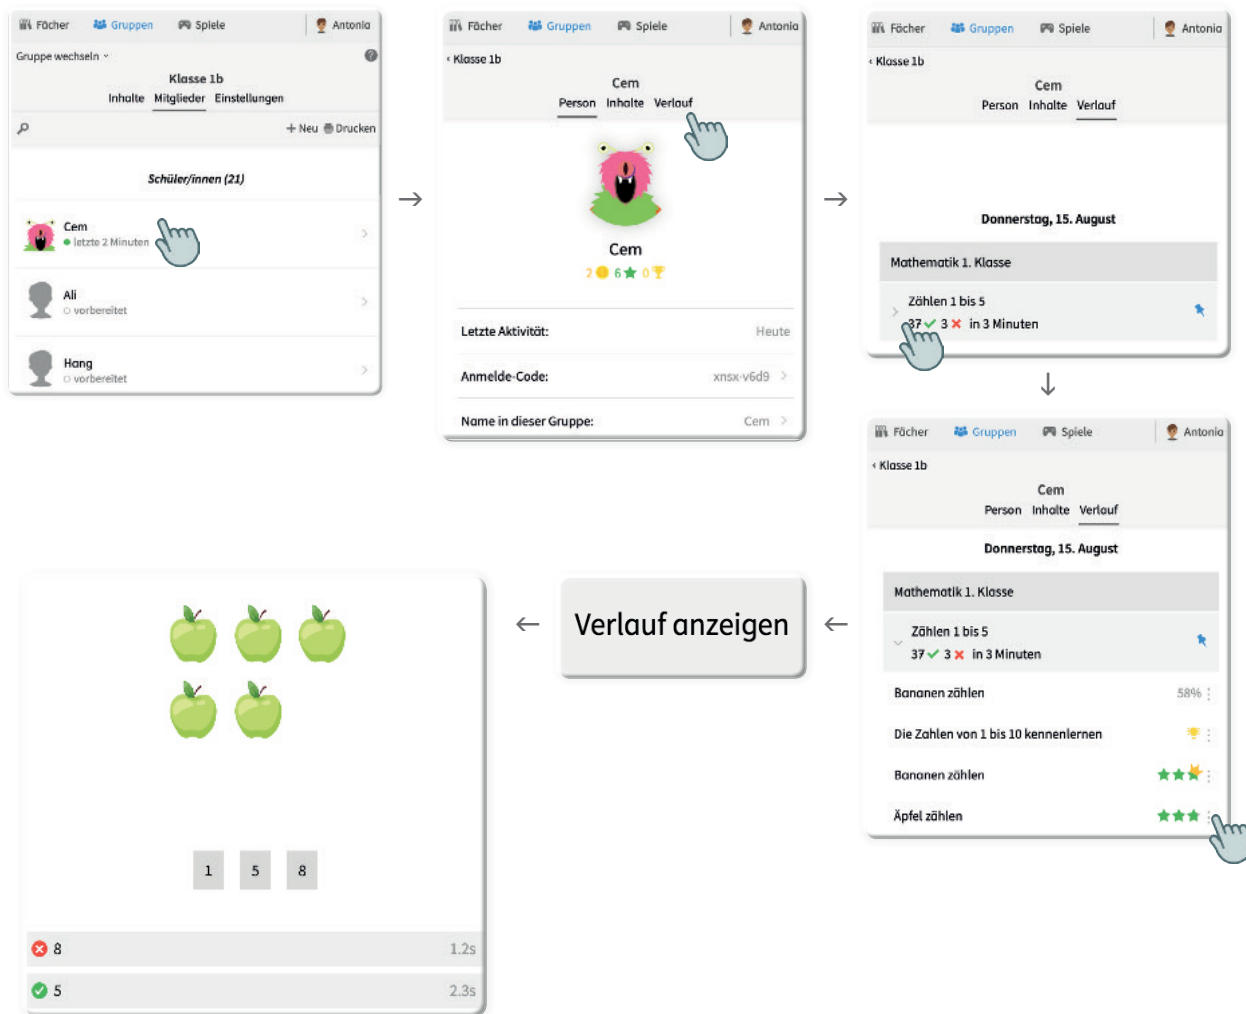 Fächer Gruppen Spiele Antonia
Gruppe wechseln
Klasse 1b
Inhalte Mitglieder Einstellungen
+ Neu Drucken
Schüler/innen (21)
Cem
letzte 2 Minuten
Ali
vorbereitet
Hang
vorbereitet
Fächer Gruppen Spiele Antonia
‹ Klasse 1b
Cem
Person Inhalte Verlauf
Cem
2 6 0
Letzte Aktivität: Heute
Anmelde-Code: xnsx-v6d9
Name in dieser Gruppe: Cem
Fächer Gruppen Spiele Antonia
‹ Klasse 1b
Cem
Person Inhalte Verlauf
Donnerstag, 15. August
Mathematik 1. Klasse
Zählen 1 bis 5
37 3 in 3 Minuten
Fächer Gruppen Spiele Antonia
‹ Klasse 1b
Cem
Person Inhalte Verlauf
Donnerstag, 15. August
Mathematik 1. Klasse
Zählen 1 bis 5
37 3 in 3 Minuten
Bananen zählen 58%
Die Zahlen von 1 bis 10 kennenlernen
Bananen zählen
Äpfel zählen
Verlauf anzeigen
1 5 8
8 1.2s
5 2.3s